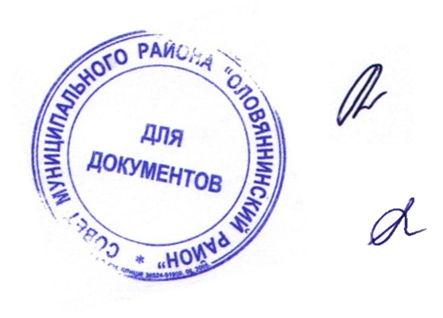 СОВЕТ МУНИЦИПАЛЬНОГО РАЙОНА "ОЛОВЯННИНСКИЙ РАЙОН" *
ДЛЯ
ДОКУМЕНТОВ